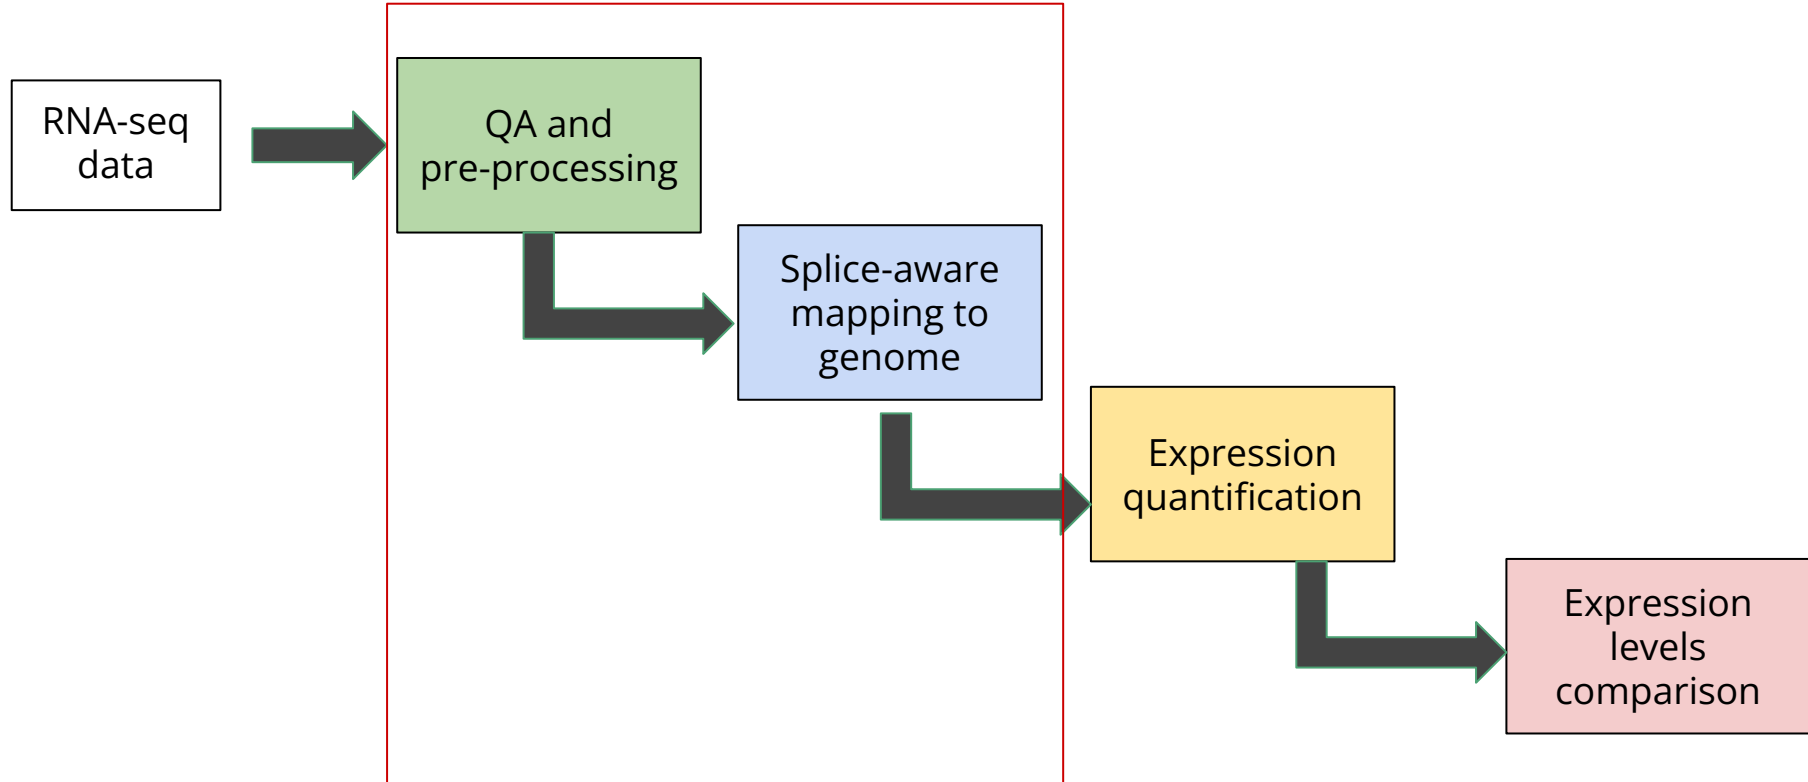 RNA-seq
data
QA and
pre-processing
Splice-aware
mapping to
genome
Expression
quantification
Expression
levels
comparison